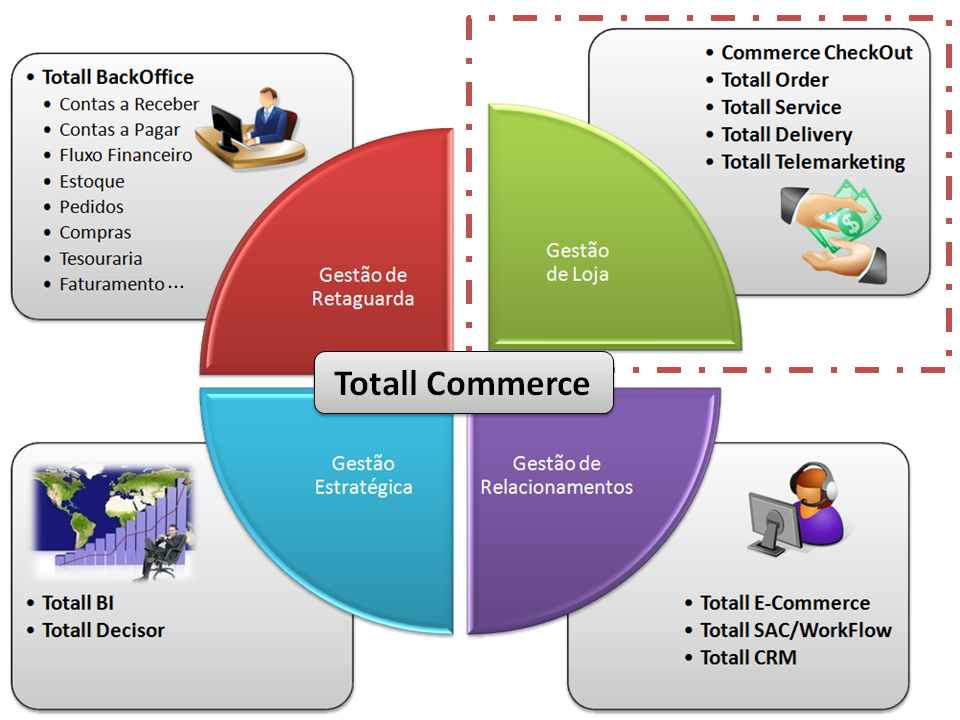 • Totall BackOffice
• Contas a Receber
• Contas a Pagar
• Fluxo Financeiro
• Estoque
• Pedidos
• Compras
• Tesouraria
• Faturamento ...
• Commerce CheckOut
• Totall Order
• Totall Service
• Totall Delivery
• Totall Telemarketing
Gestão de
Retaguarda
Gestão
de Loja
Totall Commerce
Gestão
Estratégica
Gestão de
Relacionamentos
• Totall BI
• Totall Decisor
• Totall E-Commerce
• Totall SAC/WorkFlow
• Totall CRM